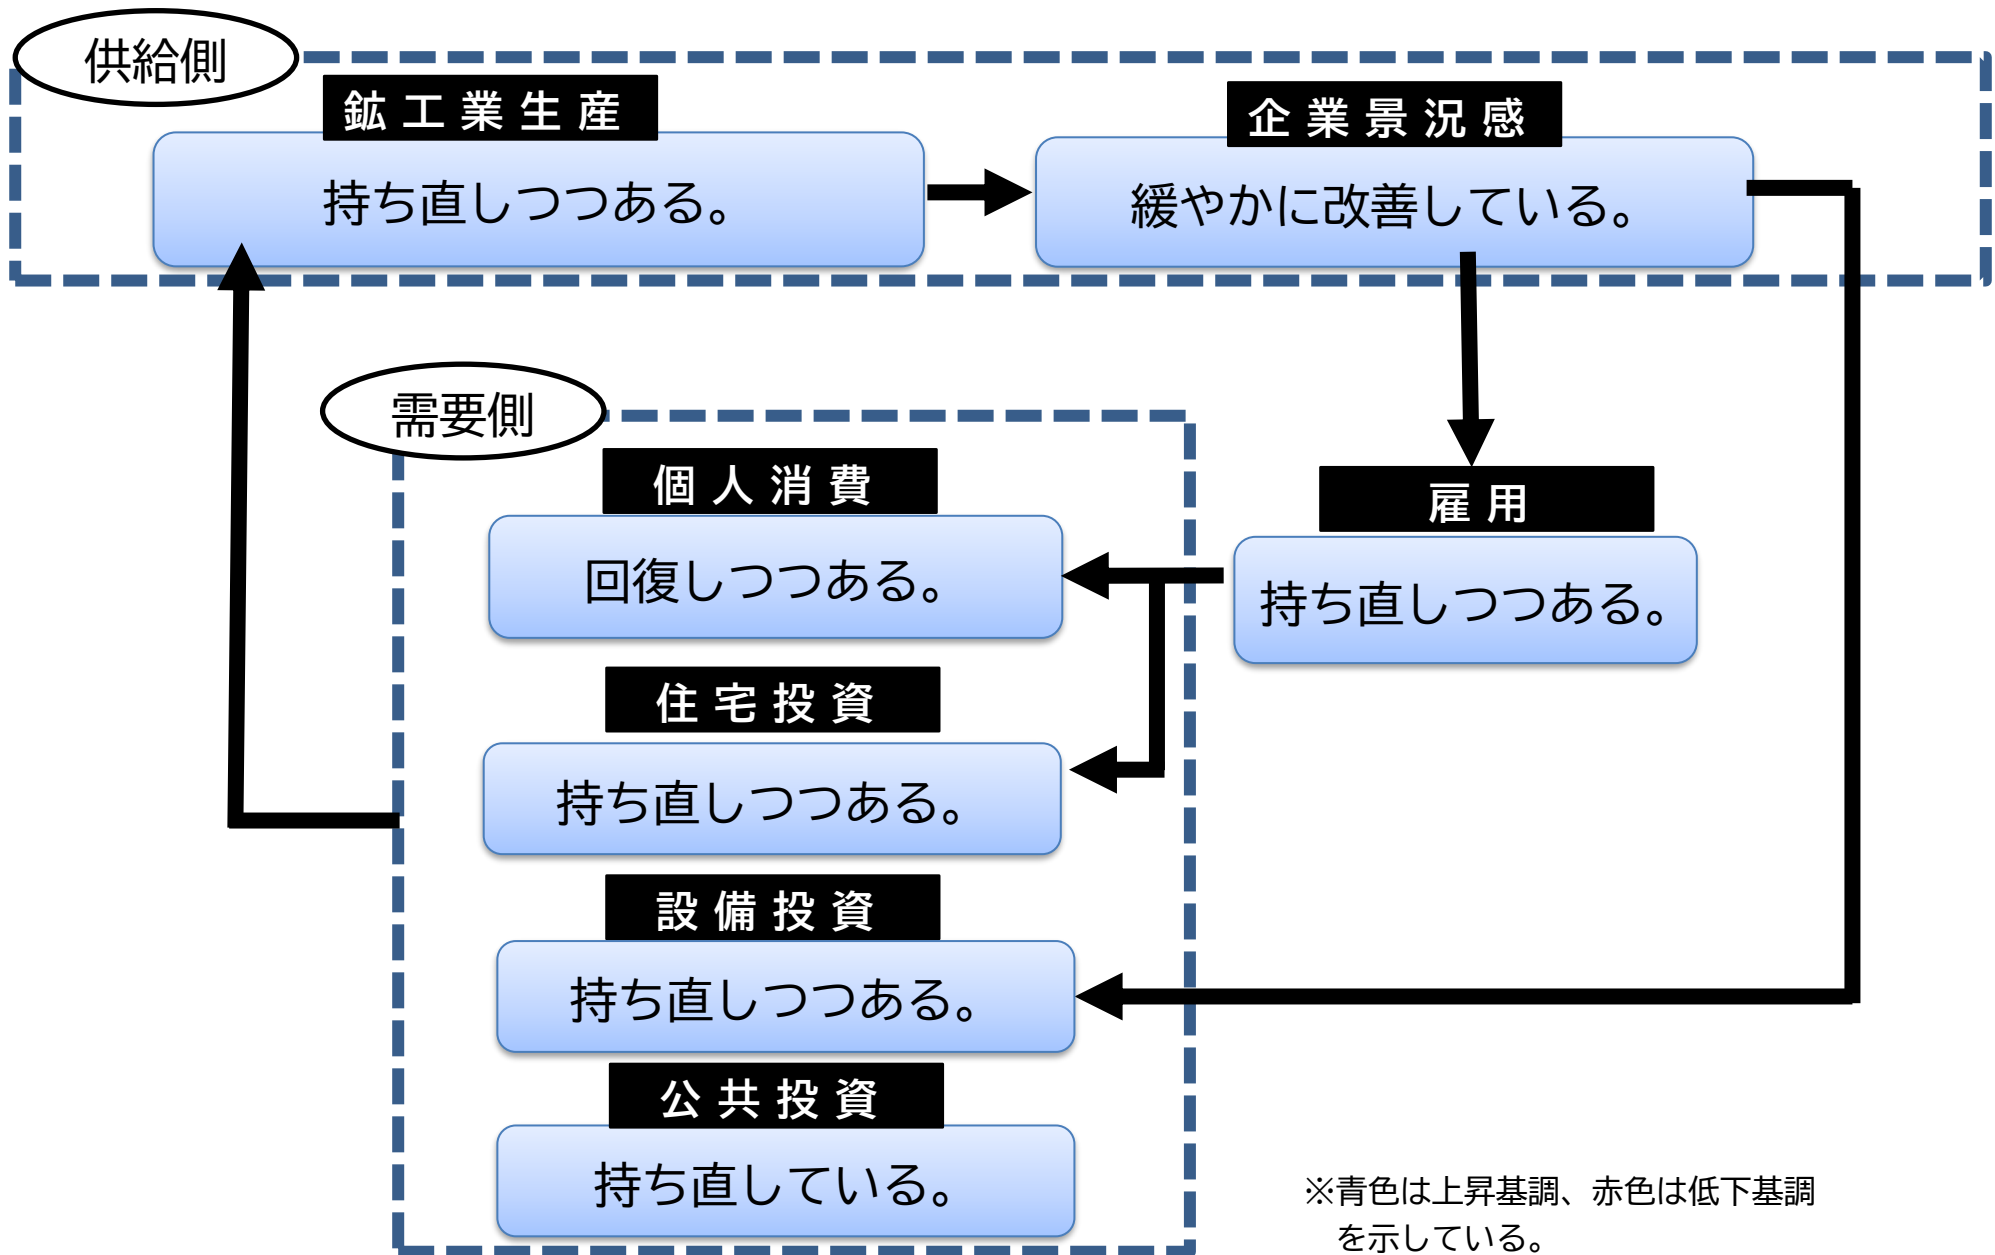 供給側
鉱工業生産
持ち直しつつある。
企業景況感
緩やかに改善している。
需要側
個人消費
回復しつつある。
雇用
持ち直しつつある。
住宅投資
持ち直しつつある。
設備投資
持ち直しつつある。
公共投資
持ち直している。
※青色は上昇基調、赤色は低下基調
を示している。